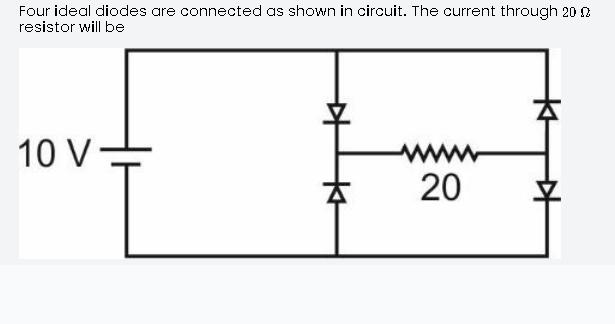 Four ideal diodes are connected as shown in circuit. The current through 20 Ω
resistor will be
10 V
20